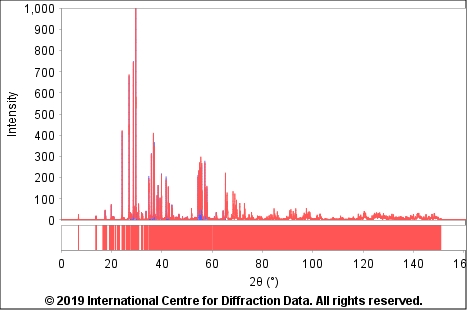 1,000
900
800
700
600
500
400
300
200
100
0
Intensity
0 20 40 60 80 100 120 140 160
2θ (°)
© 2019 International Centre for Diffraction Data. All rights reserved.